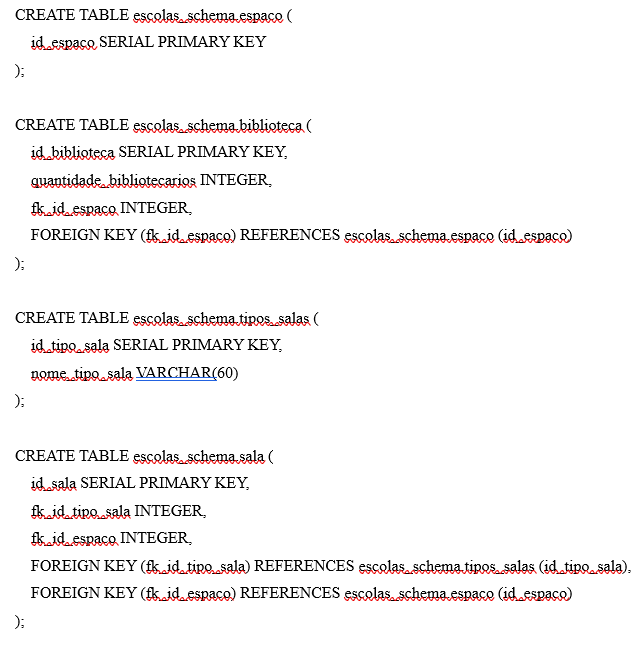 CREATE TABLE escolas_schema.espaco (
id_espaco SERIAL PRIMARY KEY
);
CREATE TABLE escolas_schema.biblioteca (
id_biblioteca SERIAL PRIMARY KEY,
quantidade_bibliotecarios INTEGER,
fk_id_espaco INTEGER,
FOREIGN KEY (fk_id_espaco) REFERENCES escolas_schema.espaco (id_espaco)
);
CREATE TABLE escolas_schema.tipos_salas (
id_tipo_sala SERIAL PRIMARY KEY,
nome_tipo_sala VARCHAR(60)
);
CREATE TABLE escolas_schema.sala (
id_sala SERIAL PRIMARY KEY,
fk_id_tipo_sala INTEGER,
fk_id_espaco INTEGER,
FOREIGN KEY (fk_id_tipo_sala) REFERENCES escolas_schema.tipos_salas (id_tipo_sala),
FOREIGN KEY (fk_id_espaco) REFERENCES escolas_schema.espaco (id_espaco)
);